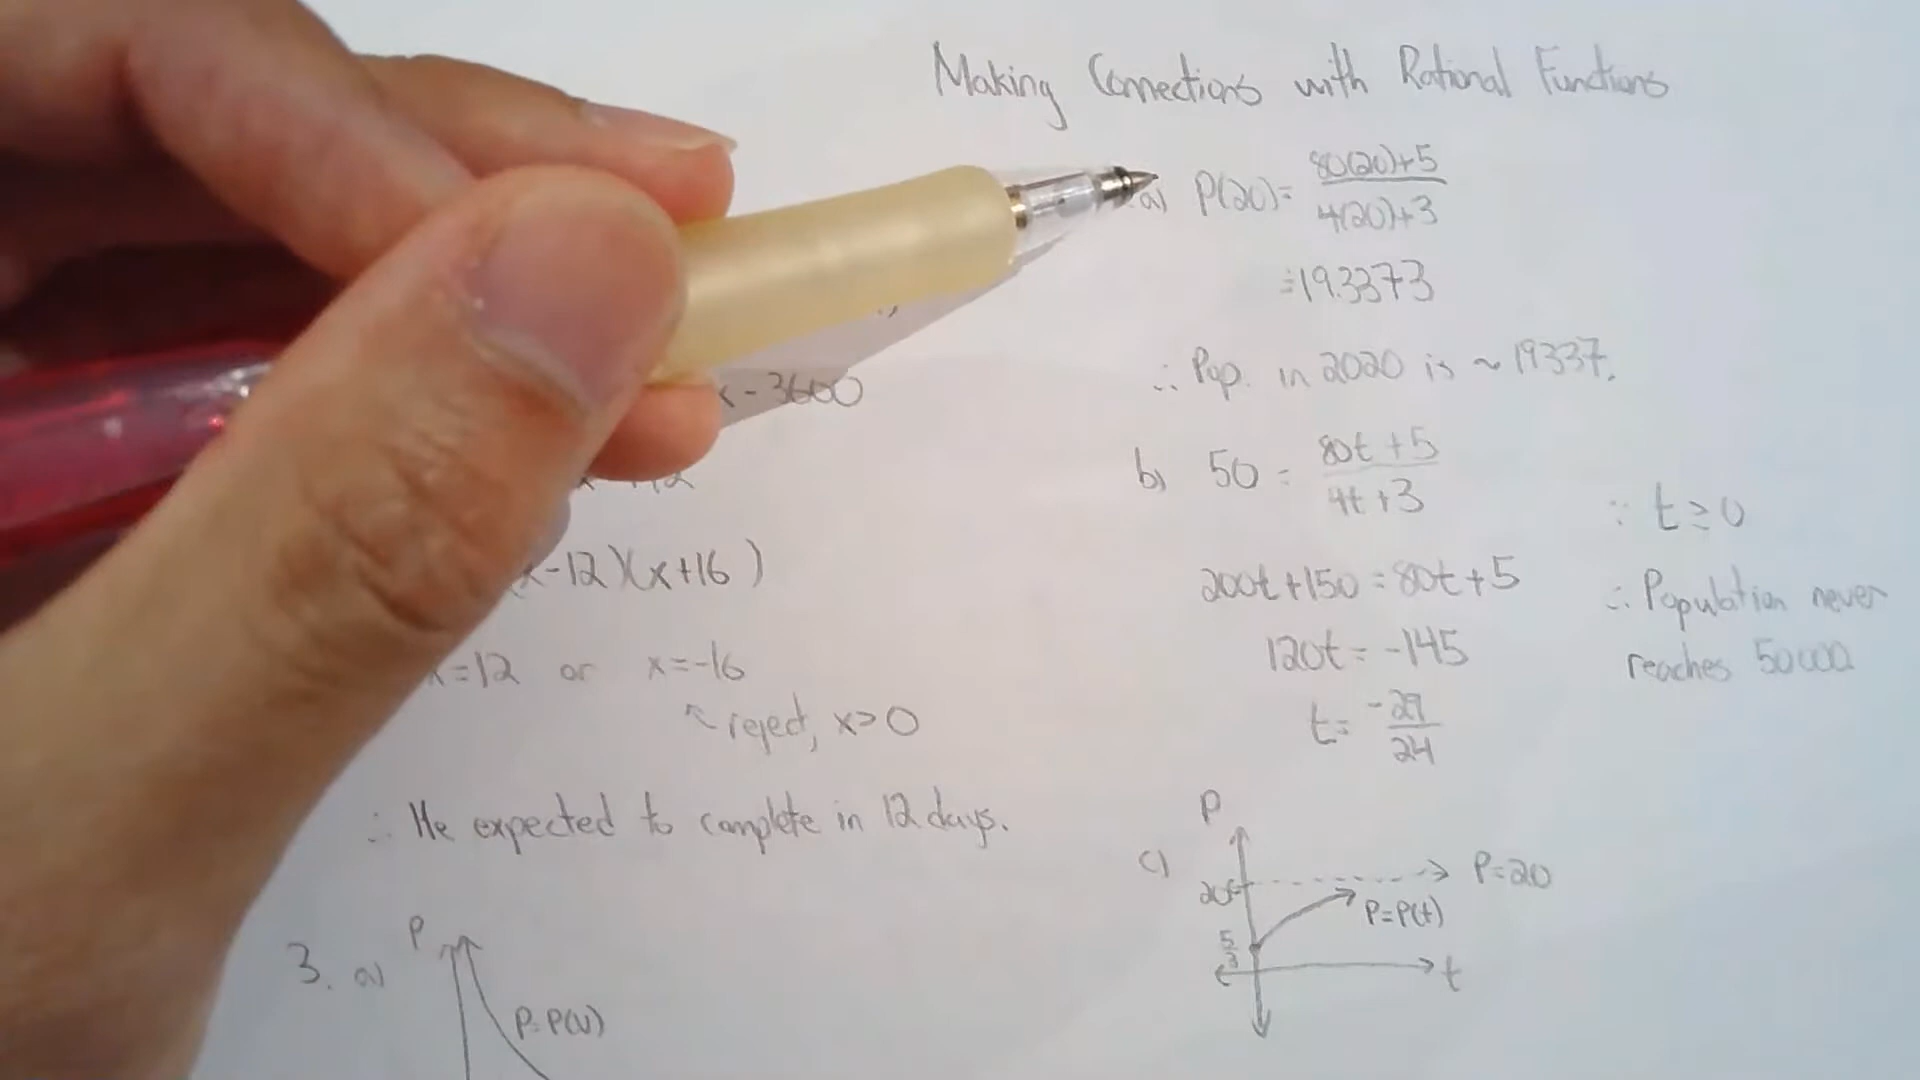 Making Connections with Rational Functions
a) P(20) = 80(20)+5
4(20)+3
≐19.3373
∴ Pop. in 2020 is ~ 19337.
b) 50 = 80t + 5
4t + 3
200t+150 = 80t+5
120t = -145
t = -29
24
∵ t ≥ 0
∴ Population never
reaches 50000.
c) P
20
P=20
P=P(t)
5
3
t
x - 3600
(x-12)(x+16)
x=12 or x=-16
↖ reject, x>0
∴ He expected to complete in 12 days.
3. a) P
P=P(V)